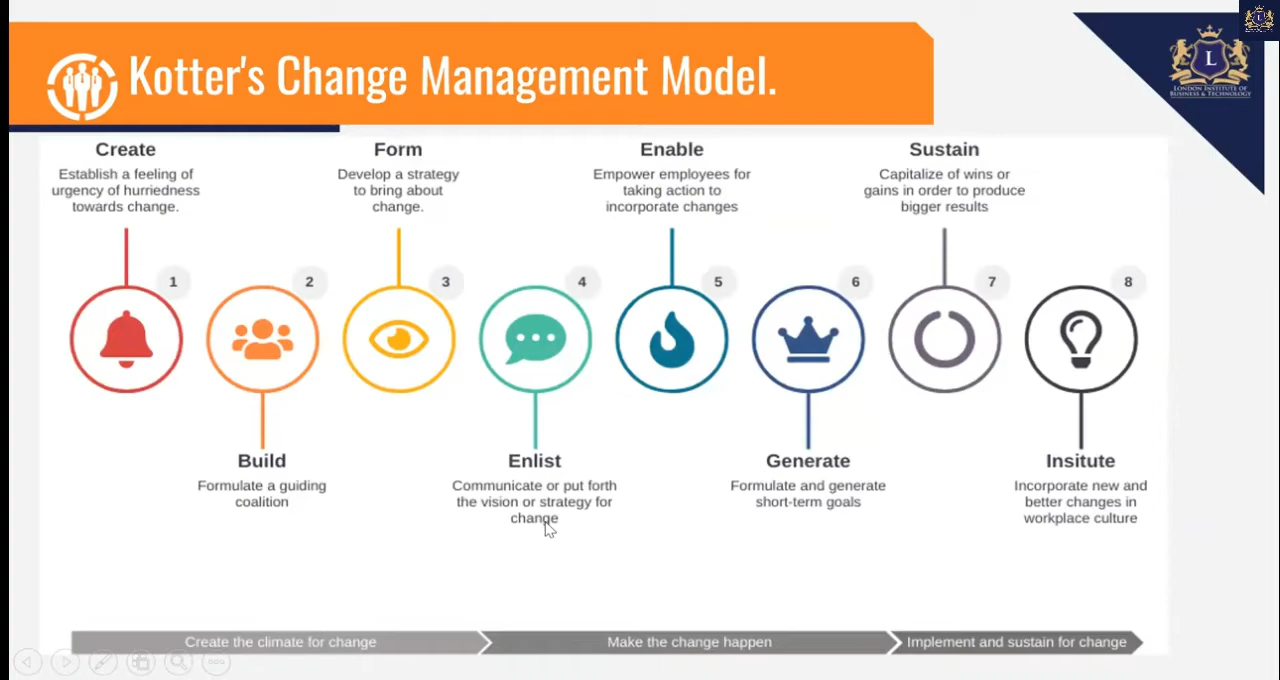 Kotter's Change Management Model.
L
LONDON INSTITUTE OF
BUSINESS & TECHNOLOGY
Create
Establish a feeling of
urgency of hurriedness
towards change.
Form
Develop a strategy
to bring about
change.
Enable
Empower employees for
taking action to
incorporate changes
Sustain
Capitalize of wins or
gains in order to produce
bigger results
1
2
3
4
5
6
7
8
Build
Formulate a guiding
coalition
Enlist
Communicate or put forth
the vision or strategy for
change
Generate
Formulate and generate
short-term goals
Insitute
Incorporate new and
better changes in
workplace culture
Create the climate for change
Make the change happen
Implement and sustain for change